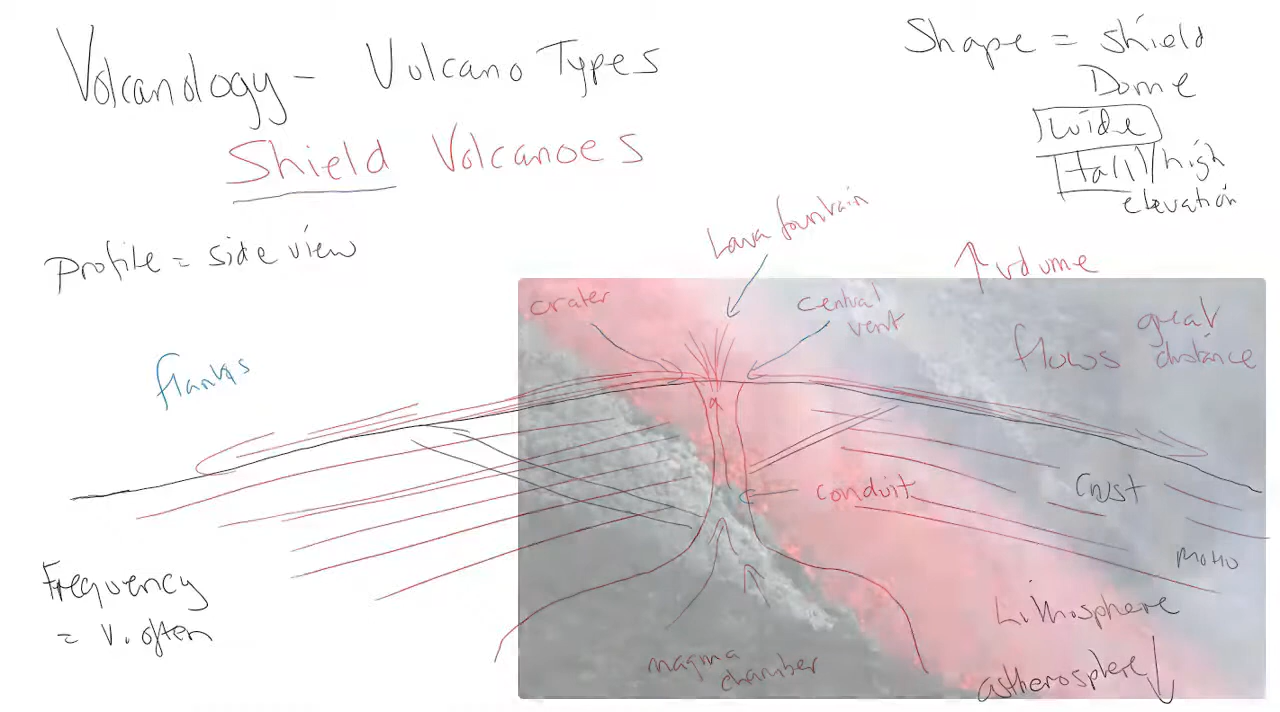 Volcanology - Vulcano Types
Shield Volcanoes
Shape = shield
Dome
wide
tall/high
elevation
Profile = side view
Lava fountain
↑ volume
crater
central
vent
flows great
distance
flanks
conduit
Crust
MOHO
Frequency
= v. often
Lithosphere
magma
chamber
asthenosphere ↓